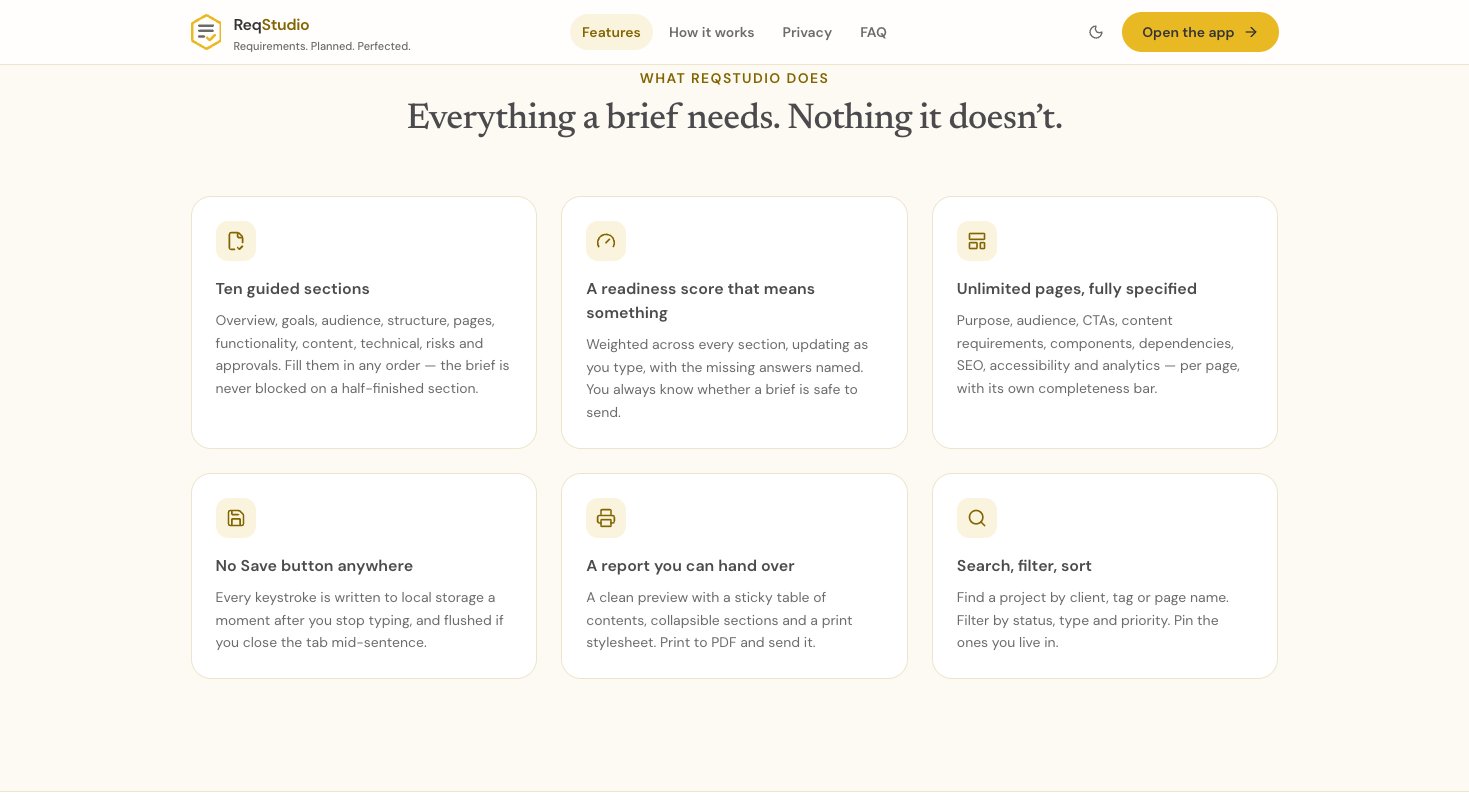 ReqStudio
Requirements. Planned. Perfected.
Features
How it works
Privacy
FAQ
Open the app
WHAT REQSTUDIO DOES
Everything a brief needs. Nothing it doesn’t.
Ten guided sections
Overview, goals, audience, structure, pages,
functionality, content, technical, risks and
approvals. Fill them in any order — the brief is
never blocked on a half-finished section.
A readiness score that means
something
Weighted across every section, updating as
you type, with the missing answers named.
You always know whether a brief is safe to
send.
Unlimited pages, fully specified
Purpose, audience, CTAs, content
requirements, components, dependencies,
SEO, accessibility and analytics — per page,
with its own completeness bar.
No Save button anywhere
Every keystroke is written to local storage a
moment after you stop typing, and flushed if
you close the tab mid-sentence.
A report you can hand over
A clean preview with a sticky table of
contents, collapsible sections and a print
stylesheet. Print to PDF and send it.
Search, filter, sort
Find a project by client, tag or page name.
Filter by status, type and priority. Pin the
ones you live in.